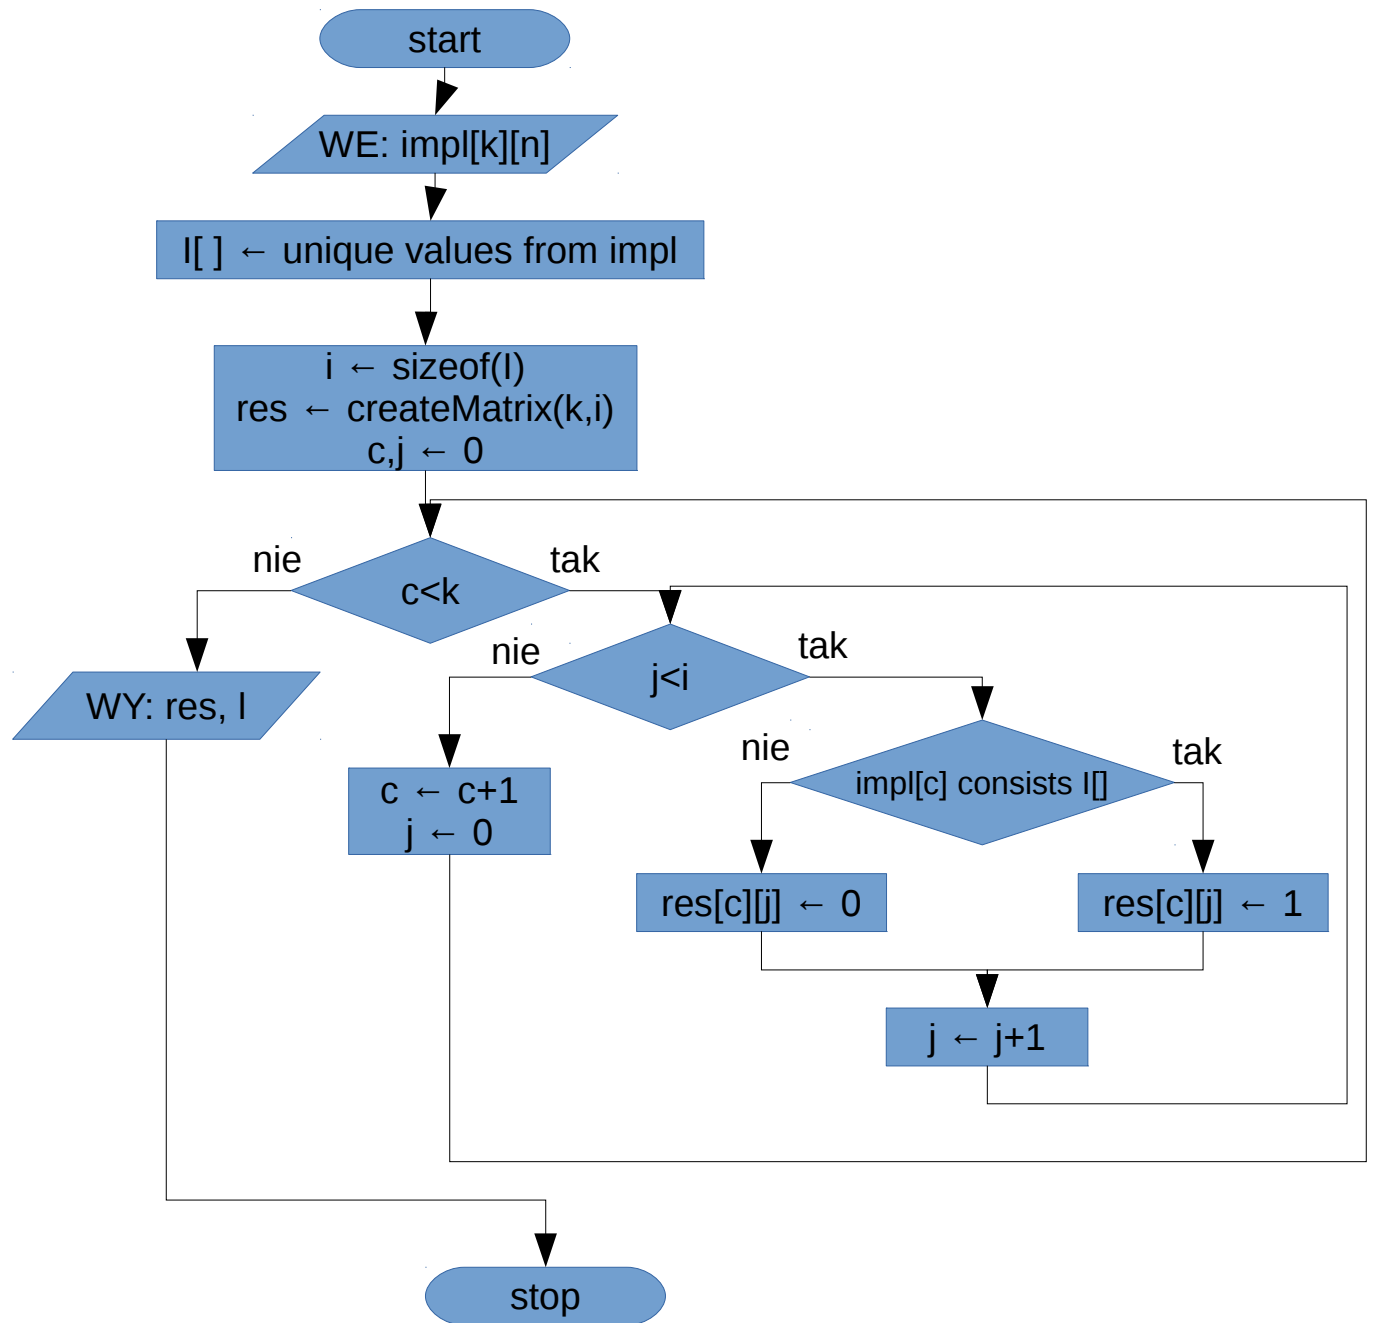 start
WE: impl[k][n]
I[ ] ← unique values from impl
i ← sizeof(I)
res ← createMatrix(k,i)
c,j ← 0
nie
tak
c<k
nie
tak
j<i
WY: res, I
nie
tak
impl[c] consists I[]
c ← c+1
j ← 0
res[c][j] ← 0
res[c][j] ← 1
j ← j+1
stop